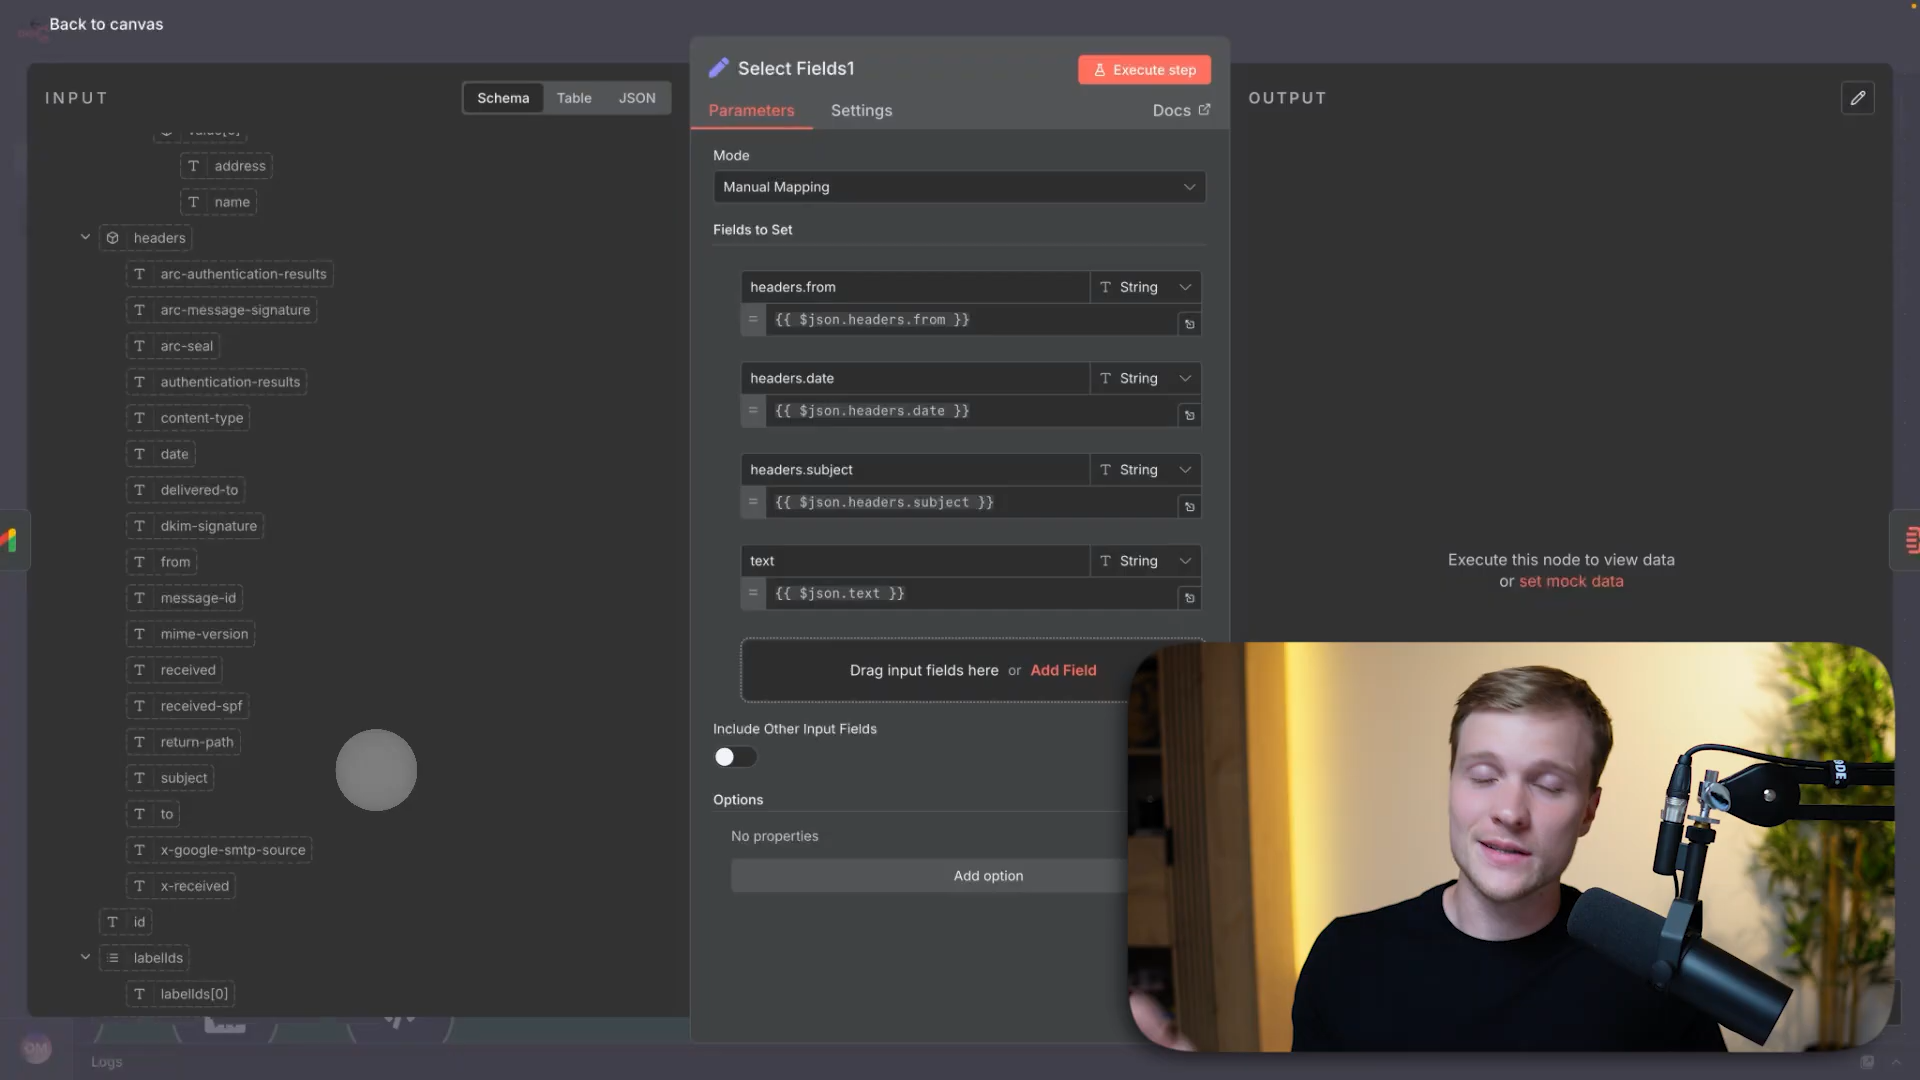 Back to canvas
INPUT
Schema
Table
JSON
value[0]
address
name
headers
arc-authentication-results
arc-message-signature
arc-seal
authentication-results
content-type
date
delivered-to
dkim-signature
from
message-id
mime-version
received
received-spf
return-path
subject
to
x-google-smtp-source
x-received
id
labelIds
labelIds[0]
Select Fields1
Execute step
Parameters
Settings
Docs
Mode
Manual Mapping
Fields to Set
headers.from
T String
= {{ $json.headers.from }}
headers.date
T String
= {{ $json.headers.date }}
headers.subject
T String
= {{ $json.headers.subject }}
text
T String
= {{ $json.text }}
Drag input fields here or Add Field
Include Other Input Fields
Options
No properties
Add option
OUTPUT
Execute this node to view data
or set mock data
DM
Logs